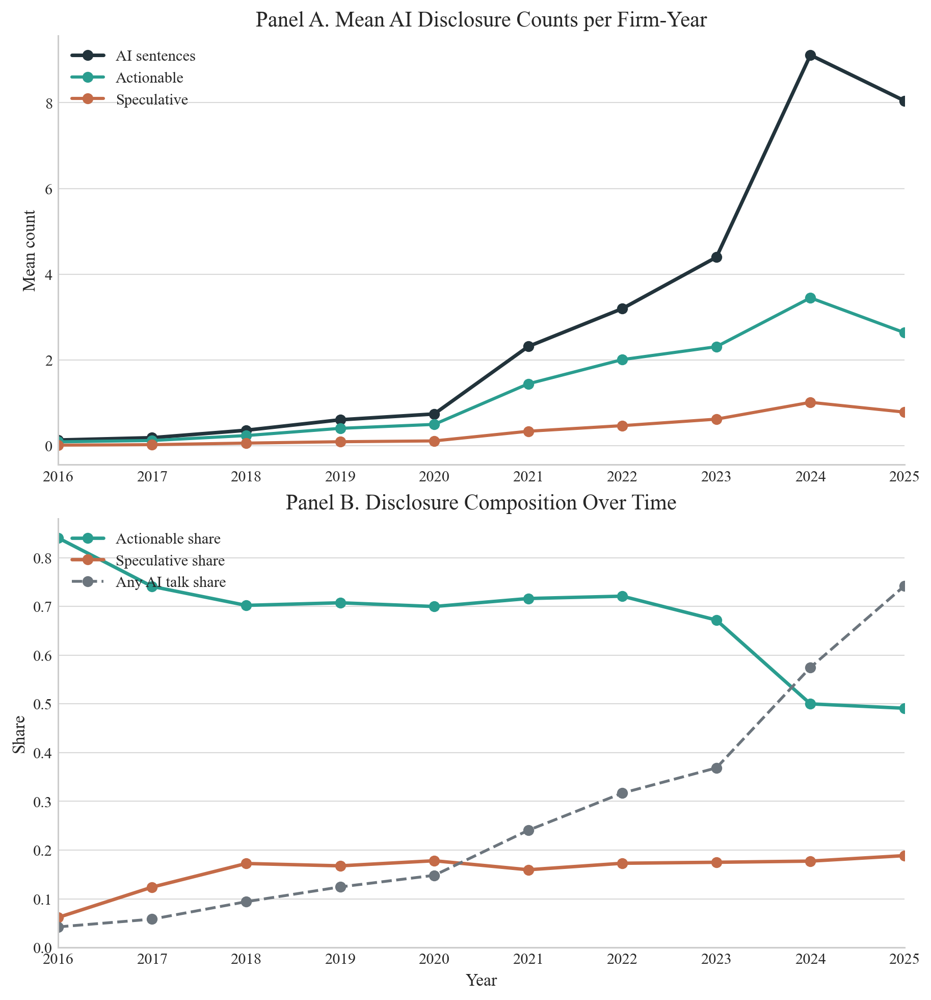 Panel A. Mean AI Disclosure Counts per Firm-Year
AI sentences
Actionable
Speculative
Mean count
8
6
4
2
0
2016 2017 2018 2019 2020 2021 2022 2023 2024 2025
Panel B. Disclosure Composition Over Time
Actionable share
Speculative share
Any AI talk share
Share
0.8
0.7
0.6
0.5
0.4
0.3
0.2
0.1
0.0
2016 2017 2018 2019 2020 2021 2022 2023 2024 2025
Year